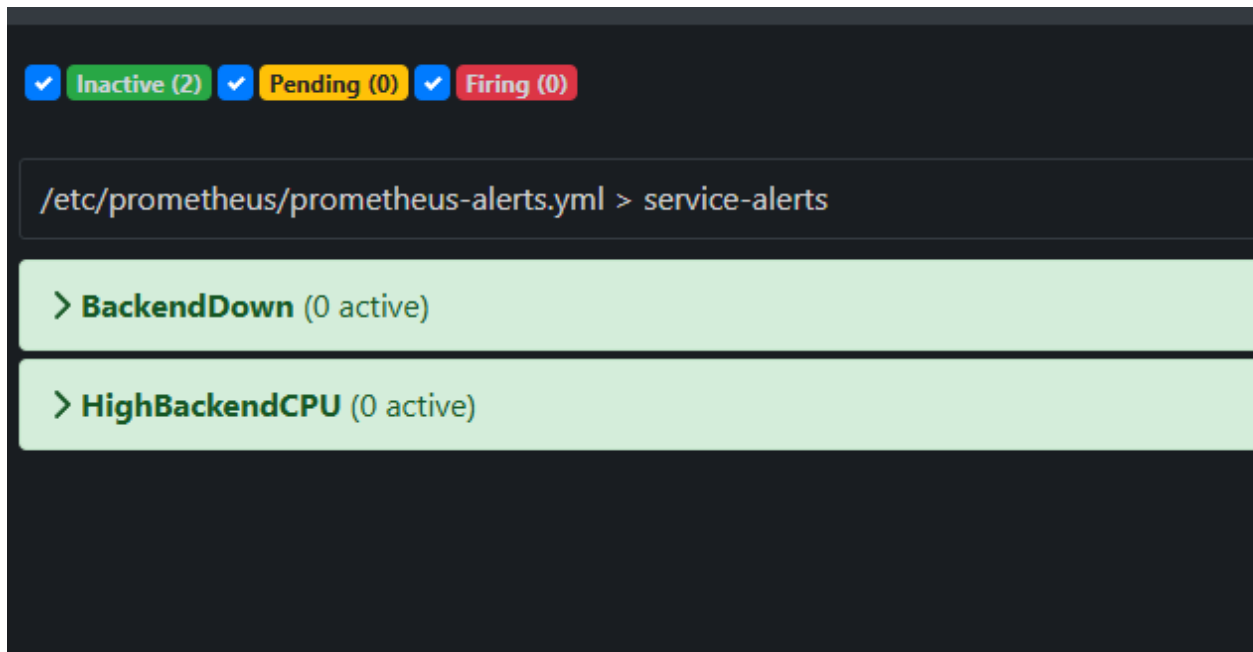 Inactive (2) Pending (0) Firing (0)
/etc/prometheus/prometheus-alerts.yml > service-alerts
BackendDown (0 active)
HighBackendCPU (0 active)